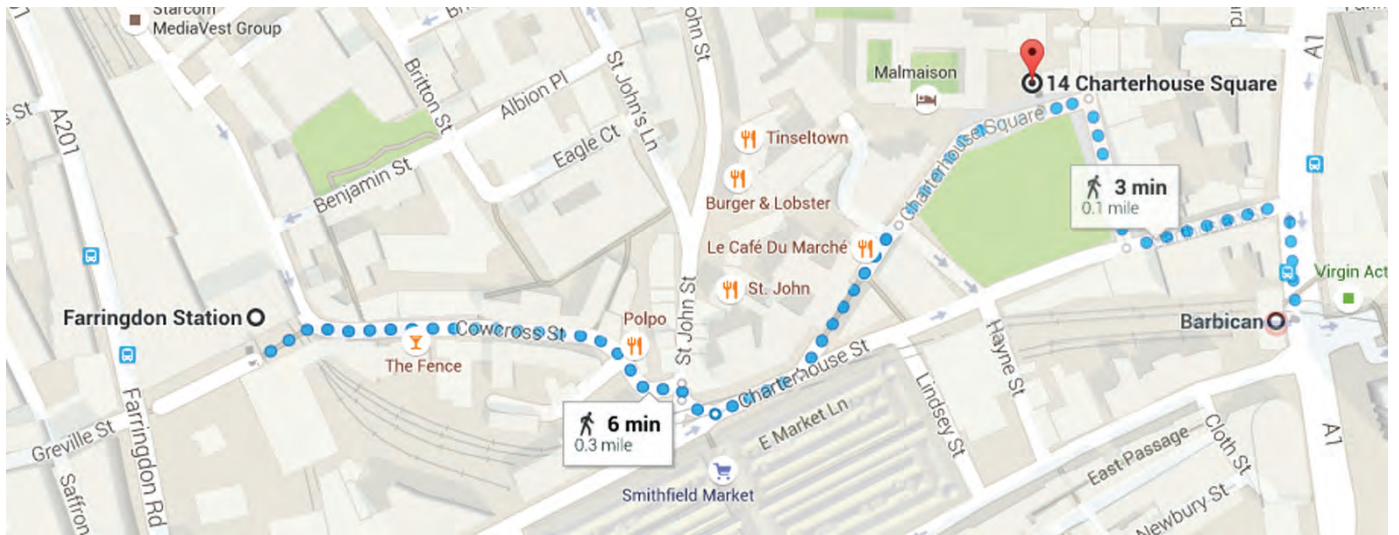 Starcom
MediaVest Group
Britton St
Albion Pl
Eagle Ct
Benjamin St
St John's Ln
St John St
A201
Tinseltown
Burger & Lobster
Le Café Du Marché
St. John
Malmaison
14 Charterhouse Square
Charterhouse Square
3 min
0.1 mile
A1
Virgin Act
Barbican
Farringdon Station
Cowcross St
The Fence
Polpo
St John St
6 min
0.3 mile
Charterhouse St
E Market Ln
Smithfield Market
Lindsey St
Hayne St
East Passage
Cloth St
Newbury St
A1
Greville St
Saffron
Farringdon Rd